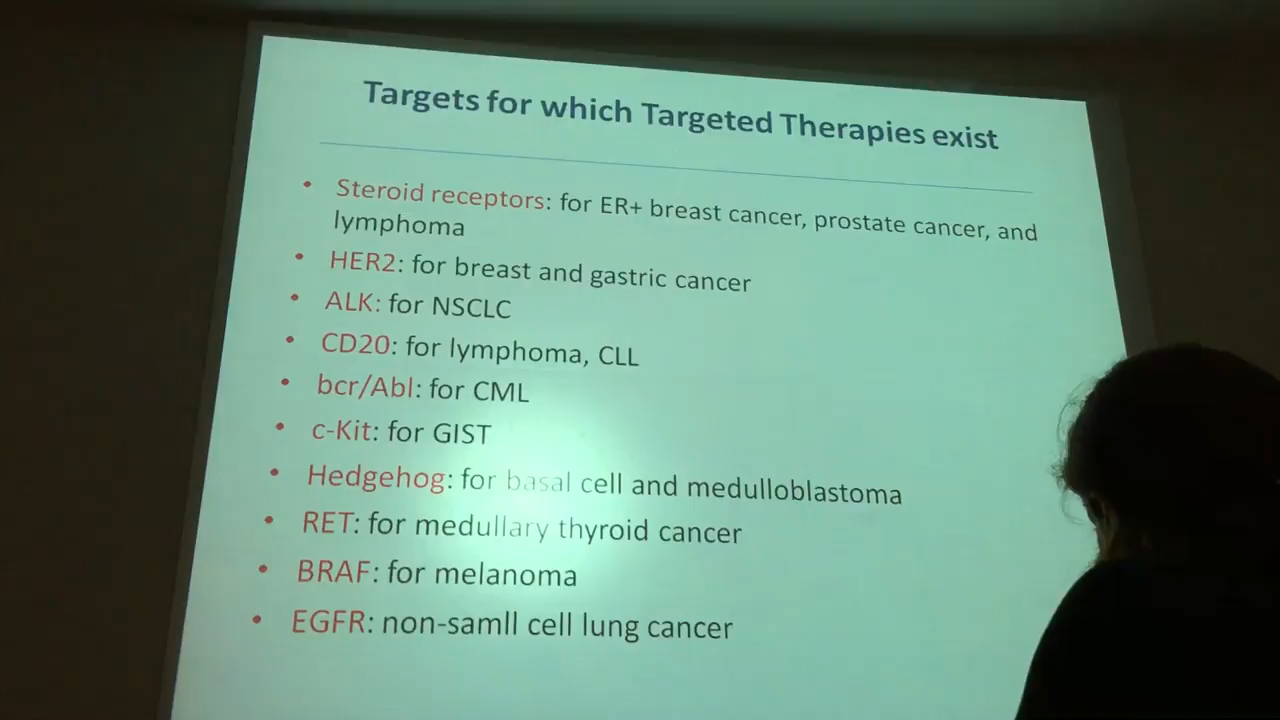 Targets for which Targeted Therapies exist
• Steroid receptors: for ER+ breast cancer, prostate cancer, and
lymphoma
• HER2: for breast and gastric cancer
• ALK: for NSCLC
• CD20: for lymphoma, CLL
• bcr/Abl: for CML
• c-Kit: for GIST
• Hedgehog: for basal cell and medulloblastoma
• RET: for medullary thyroid cancer
• BRAF: for melanoma
• EGFR: non-samll cell lung cancer